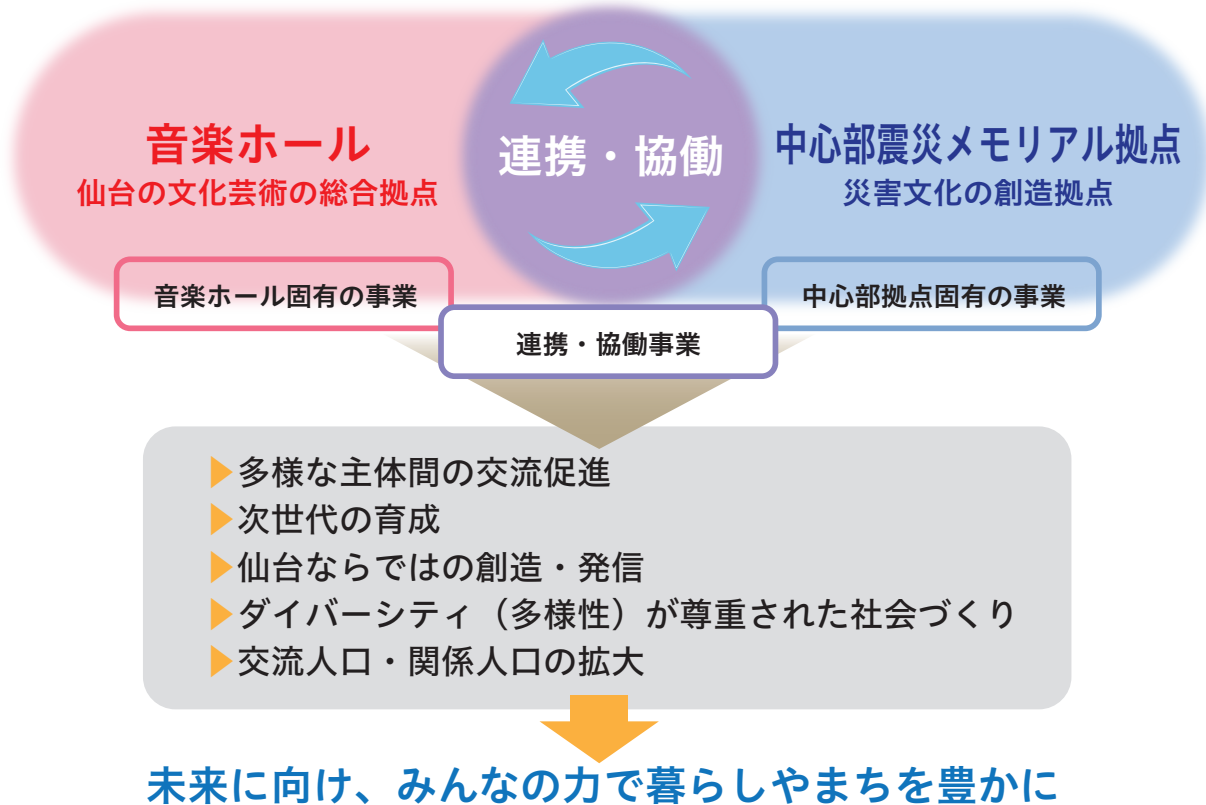 音楽ホール
仙台の文化芸術の総合拠点
連携・協働
中心部震災メモリアル拠点
災害文化の創造拠点
音楽ホール固有の事業
連携・協働事業
中心部拠点固有の事業
▶多様な主体間の交流促進
▶次世代の育成
▶仙台ならではの創造・発信
▶ダイバーシティ（多様性）が尊重された社会づくり
▶交流人口・関係人口の拡大
未来に向け、みんなの力で暮らしやまちを豊かに